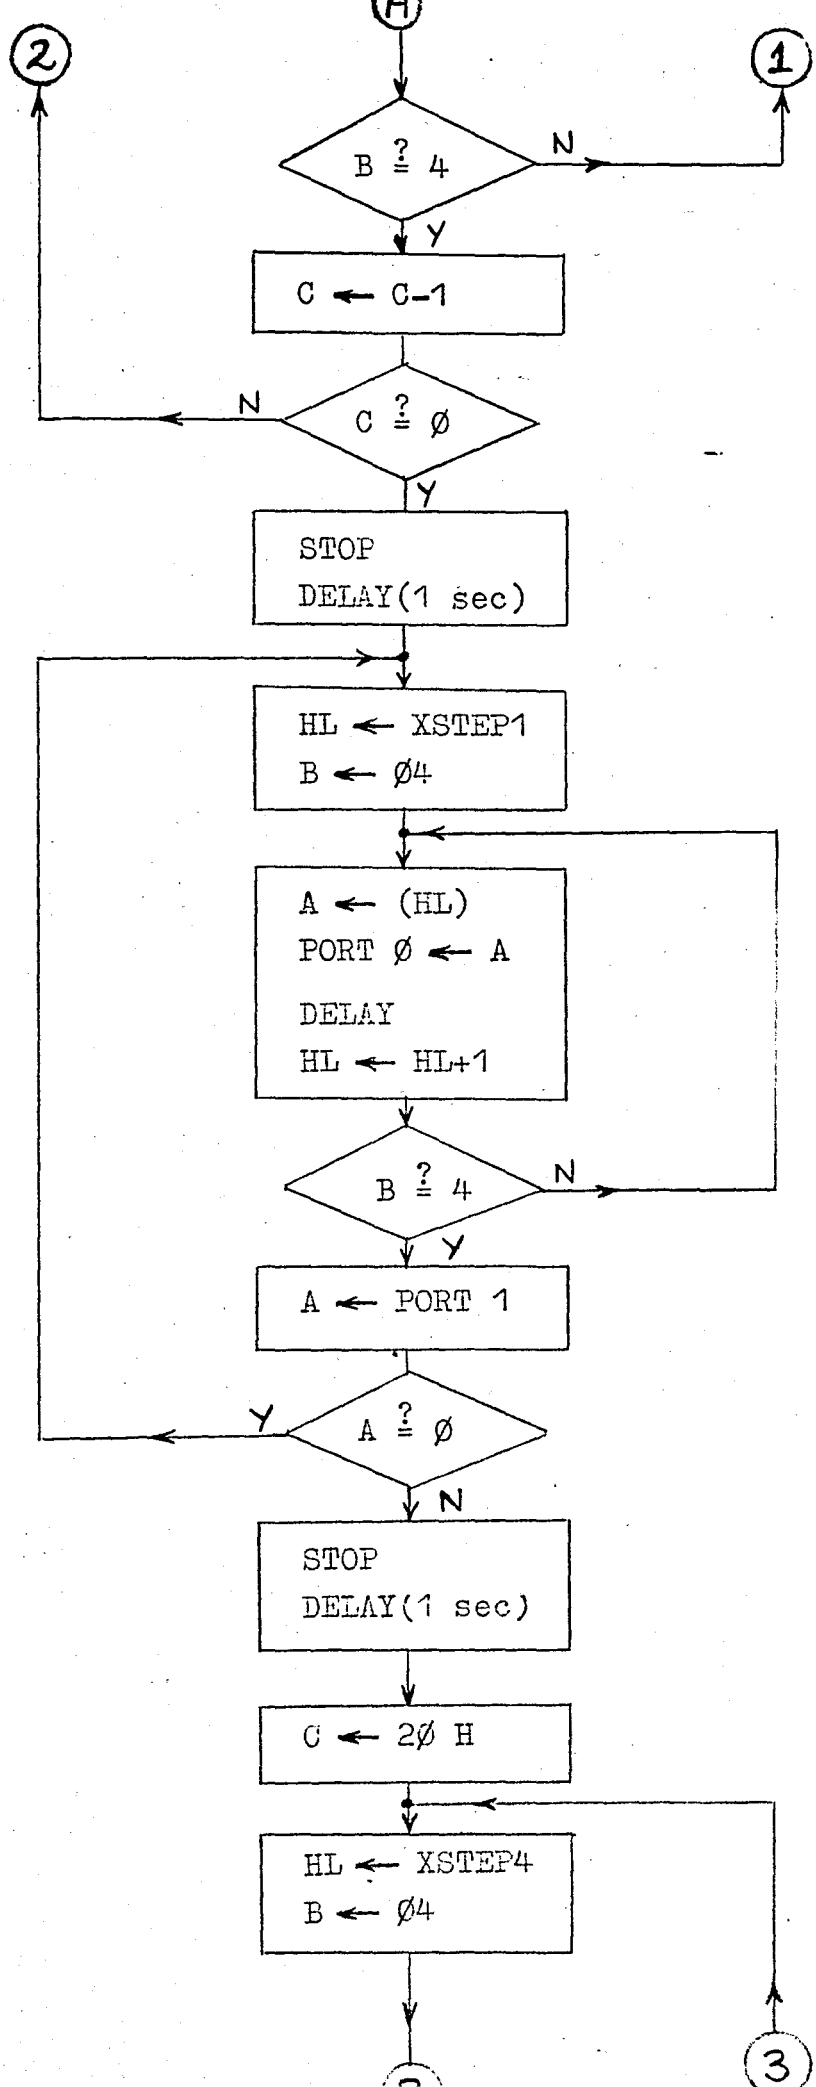 2
1
B ≟ 4
N
Y
C ← C-1
N
C ≟ Ø
Y
STOP
DELAY(1 sec)
HL ← XSTEP1
B ← Ø4
A ← (HL)
PORT Ø ← A
DELAY
HL ← HL+1
B ≟ 4
N
Y
A ← PORT 1
Y
A ≟ Ø
N
STOP
DELAY(1 sec)
C ← 2Ø H
HL ← XSTEP4
B ← Ø4
3